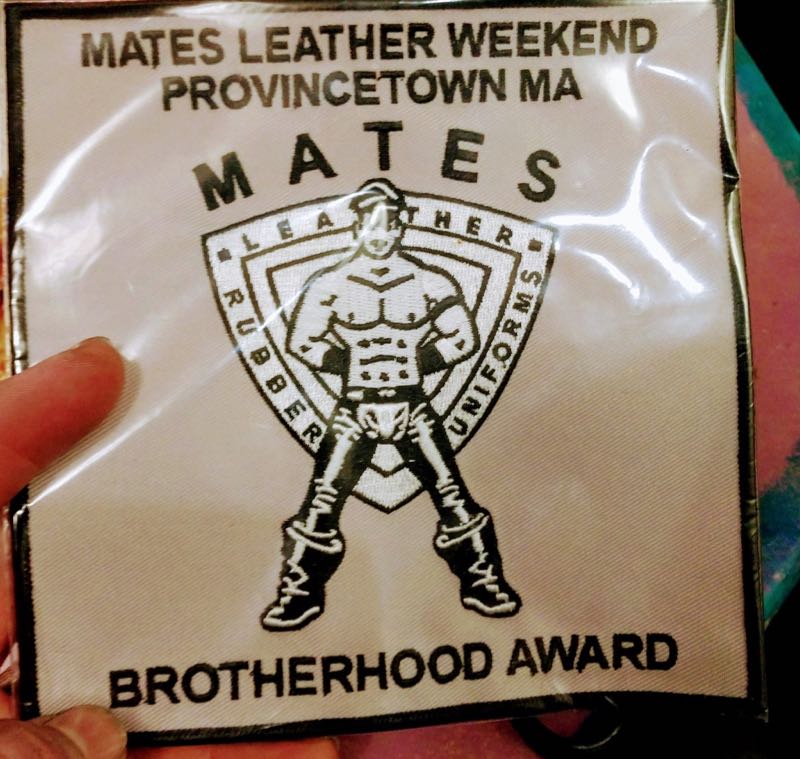 MATES LEATHER WEEKEND
PROVINCETOWN MA
MATES
LEATHER
RUBBER
UNIFORMS
BROTHERHOOD AWARD